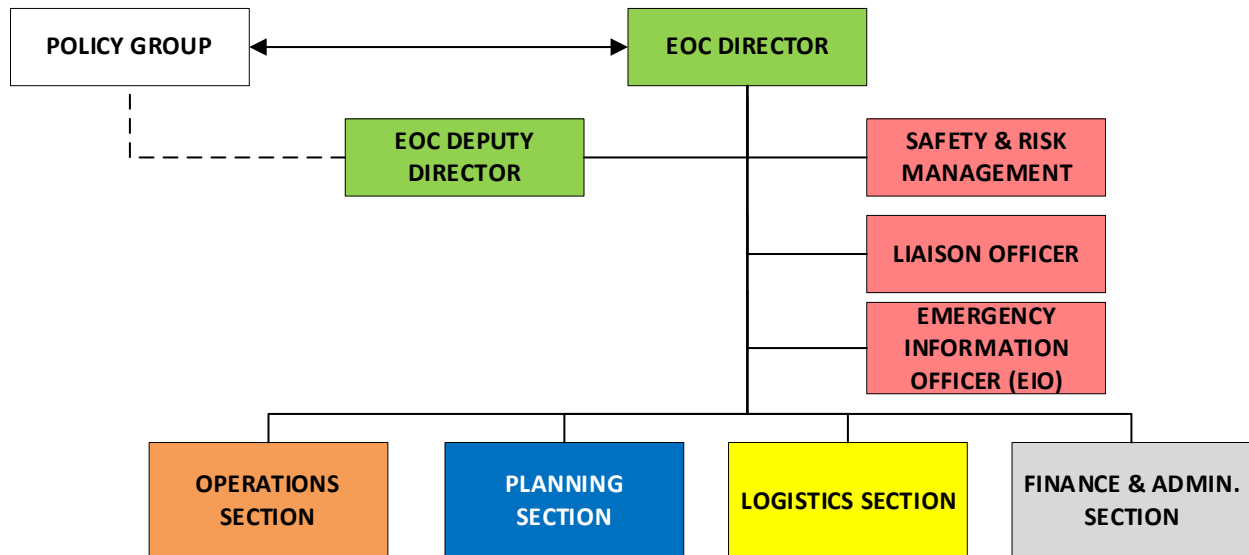 POLICY GROUP
EOC DIRECTOR
EOC DEPUTY
DIRECTOR
SAFETY & RISK
MANAGEMENT
LIAISON OFFICER
EMERGENCY
INFORMATION
OFFICER (EIO)
OPERATIONS
SECTION
PLANNING
SECTION
LOGISTICS SECTION
FINANCE & ADMIN.
SECTION